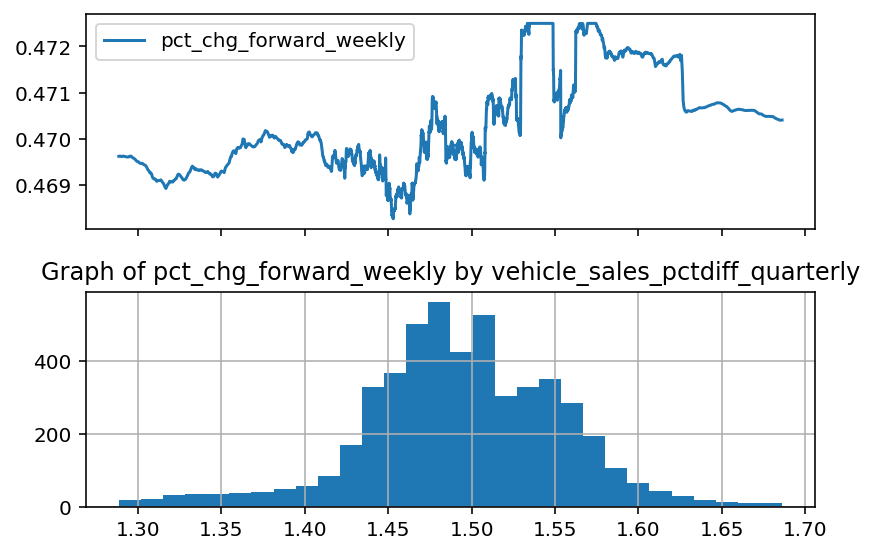 pct_chg_forward_weekly
0.472
0.471
0.470
0.469
Graph of pct_chg_forward_weekly by vehicle_sales_pctdiff_quarterly
400
200
0
1.30 1.35 1.40 1.45 1.50 1.55 1.60 1.65 1.70